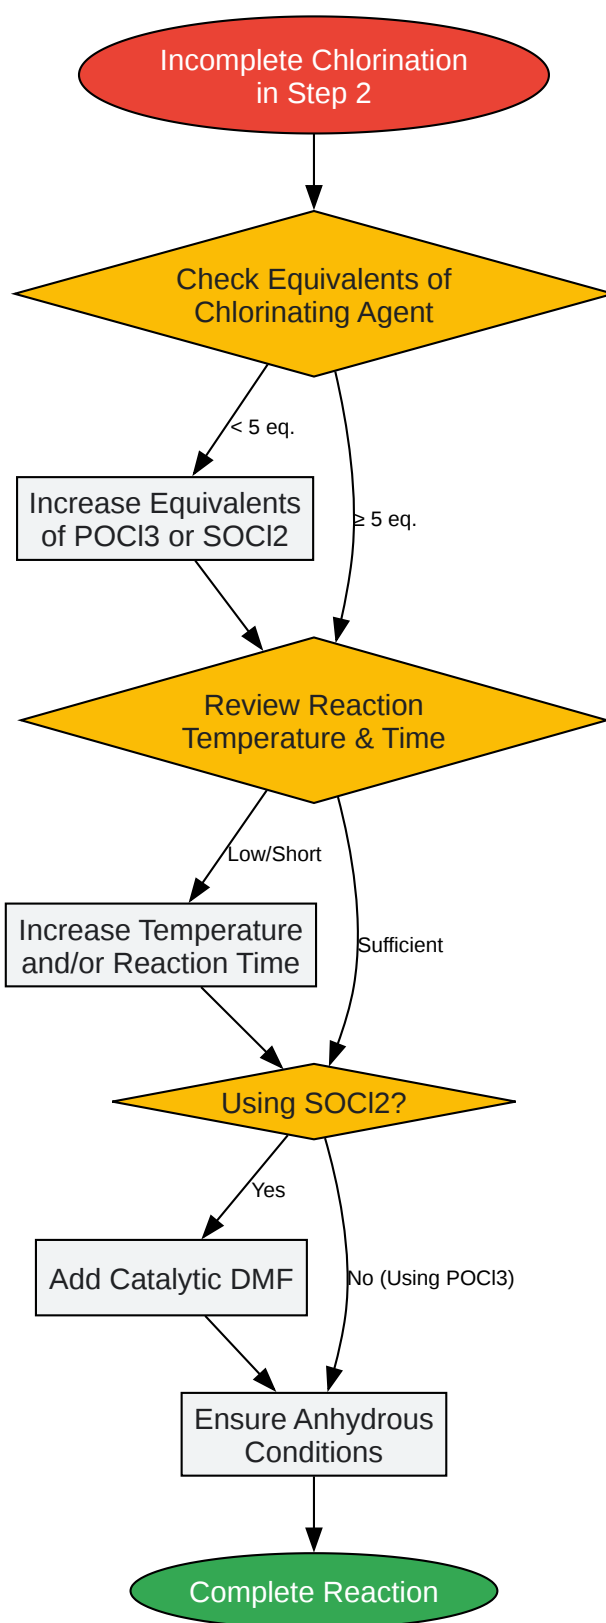 Incomplete Chlorination
in Step 2
Check Equivalents of
Chlorinating Agent
< 5 eq.
Increase Equivalents
of POCl3 or SOCl2
≥ 5 eq.
Review Reaction
Temperature & Time
Low/Short
Increase Temperature
and/or Reaction Time
Sufficient
Using SOCl2?
Yes
Add Catalytic DMF
No (Using POCl3)
Ensure Anhydrous
Conditions
Complete Reaction